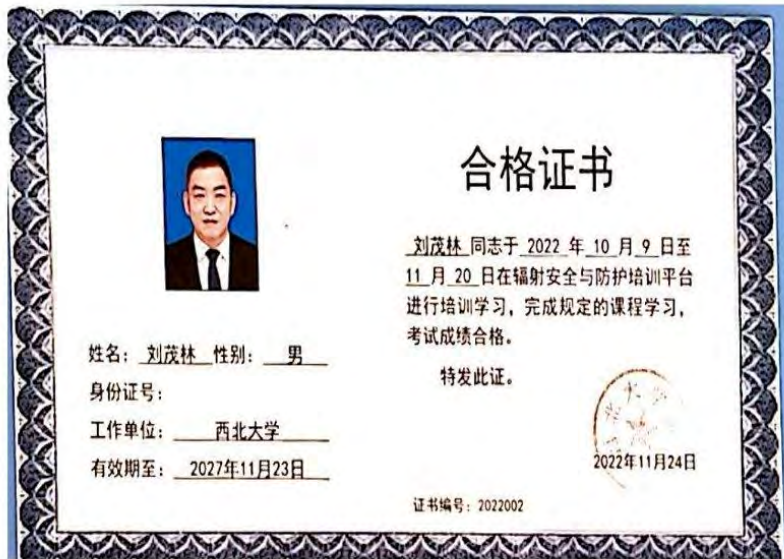 合格证书
刘茂林 同志于 2022 年 10 月 9 日至
11 月 20 日在辐射安全与防护培训平台
进行培训学习，完成规定的课程学习，
考试成绩合格。
特发此证。
2022年11月24日
证书编号：2022002
姓名：刘茂林 性别：男
身份证号：
工作单位：西北大学
有效期至：2027年11月23日